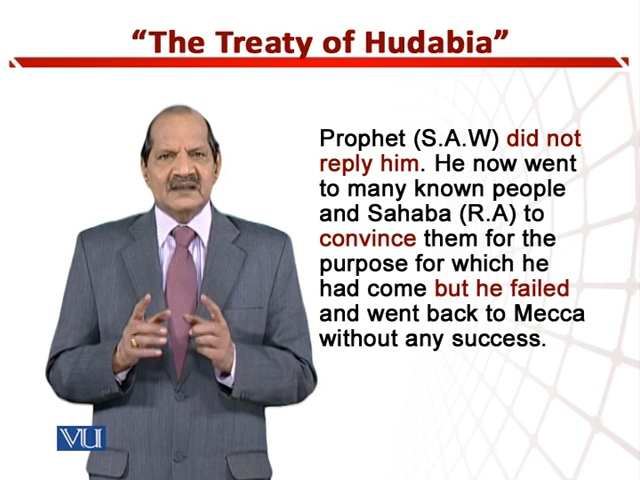 “The Treaty of Hudabia”
Prophet (S.A.W) did not
reply him. He now went
to many known people
and Sahaba (R.A) to
convince them for the
purpose for which he
had come but he failed
and went back to Mecca
without any success.
VU